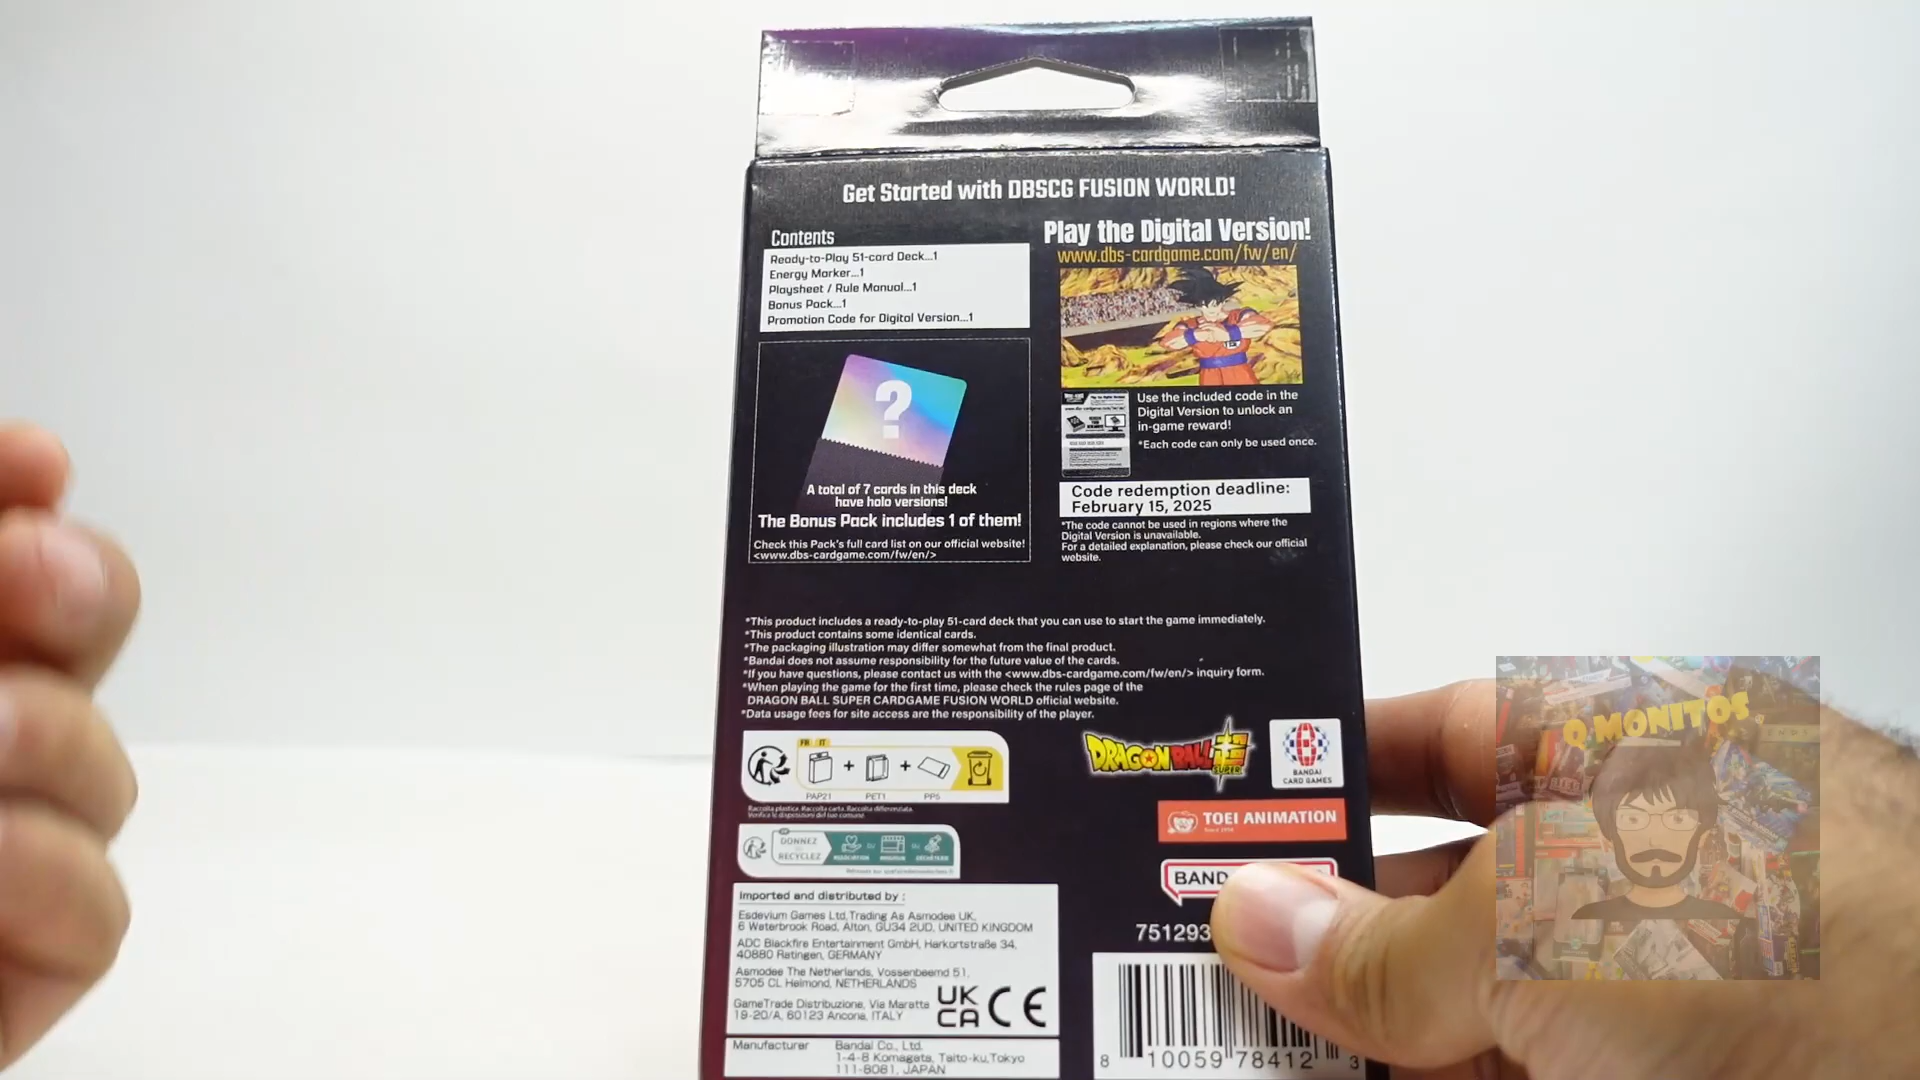 Get Started with DBSCG FUSION WORLD!
Contents
Ready-to-Play 51-card Deck...1
Energy Marker...1
Playsheet / Rule Manual...1
Bonus Pack...1
Promotion Code for Digital Version...1
?
A total of 7 cards in this deck
have holo versions!
The Bonus Pack includes 1 of them!
Check this Pack's full card list on our official website!
<www.dbs-cardgame.com/fw/en/>
Play the Digital Version!
www.dbs-cardgame.com/fw/en/
Use the included code in the
Digital Version to unlock an
in-game reward!
*Each code can only be used once.
Code redemption deadline:
February 15, 2025
*The code cannot be used in regions where the
Digital Version is unavailable.
For a detailed explanation, please check our official
website.
*This product includes a ready-to-play 51-card deck that you can use to start the game immediately.
*This product contains some identical cards.
*The packaging illustration may differ somewhat from the final product.
*Bandai does not assume responsibility for the future value of the cards.
*If you have questions, please contact us with the <www.dbs-cardgame.com/fw/en/> inquiry form.
*When playing the game for the first time, please check the rules page of the
DRAGON BALL SUPER CARDGAME FUSION WORLD official website.
*Data usage fees for site access are the responsibility of the player.
FR IT
+ +
PAP21 PET1 PP5
Raccolta plastica. Raccolta carta. Raccolta differenziata.
Verifica le disposizioni del tuo comune.
DONNEZ
RECYCLEZ
DRAGON BALL
超
SUPER
B
BANDAI
CARD GAMES
TOEI ANIMATION
BAND
751293
Q MONITOS
Imported and distributed by :
Esdevium Games Ltd,Trading As Asmodee UK,
6 Waterbrook Road, Alton, GU34 2UD, UNITED KINGDOM
ADC Blackfire Entertainment GmbH, Harkortstraße 34,
40880 Ratingen, GERMANY
Asmodee The Netherlands, Vossenbeemd 51,
5705 CL Helmond, NETHERLANDS
GameTrade Distribuzione, Via Maratta
19-20/A, 60123 Ancona, ITALY
UK
CA CE
Manufacturer Bandai Co., Ltd.
1-4-8 Komagata, Taito-ku,Tokyo
111-8081, JAPAN
8 10059 78412 3